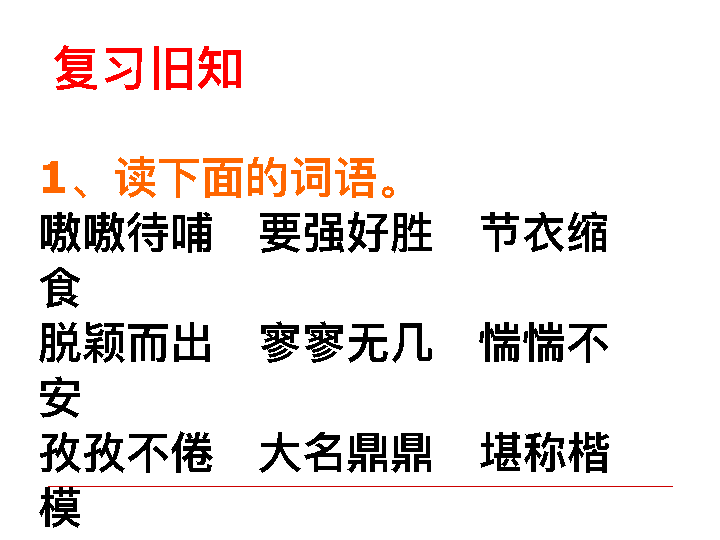 复习旧知
1、读下面的词语。
嗷嗷待哺 要强好胜 节衣缩
食
脱颖而出 寥寥无几 惴惴不
安
孜孜不倦 大名鼎鼎 堪称楷
模